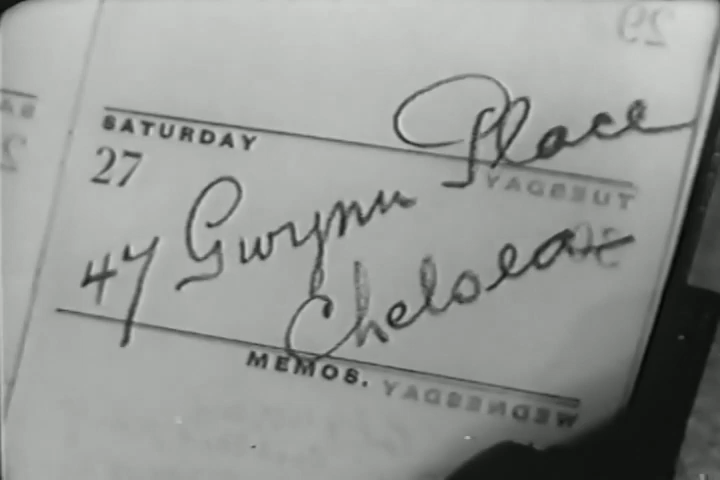 SATURDAY
27
47 Gwynn Place
Chelsea
MEMOS.
TUESDAY
WEDNESDAY
29